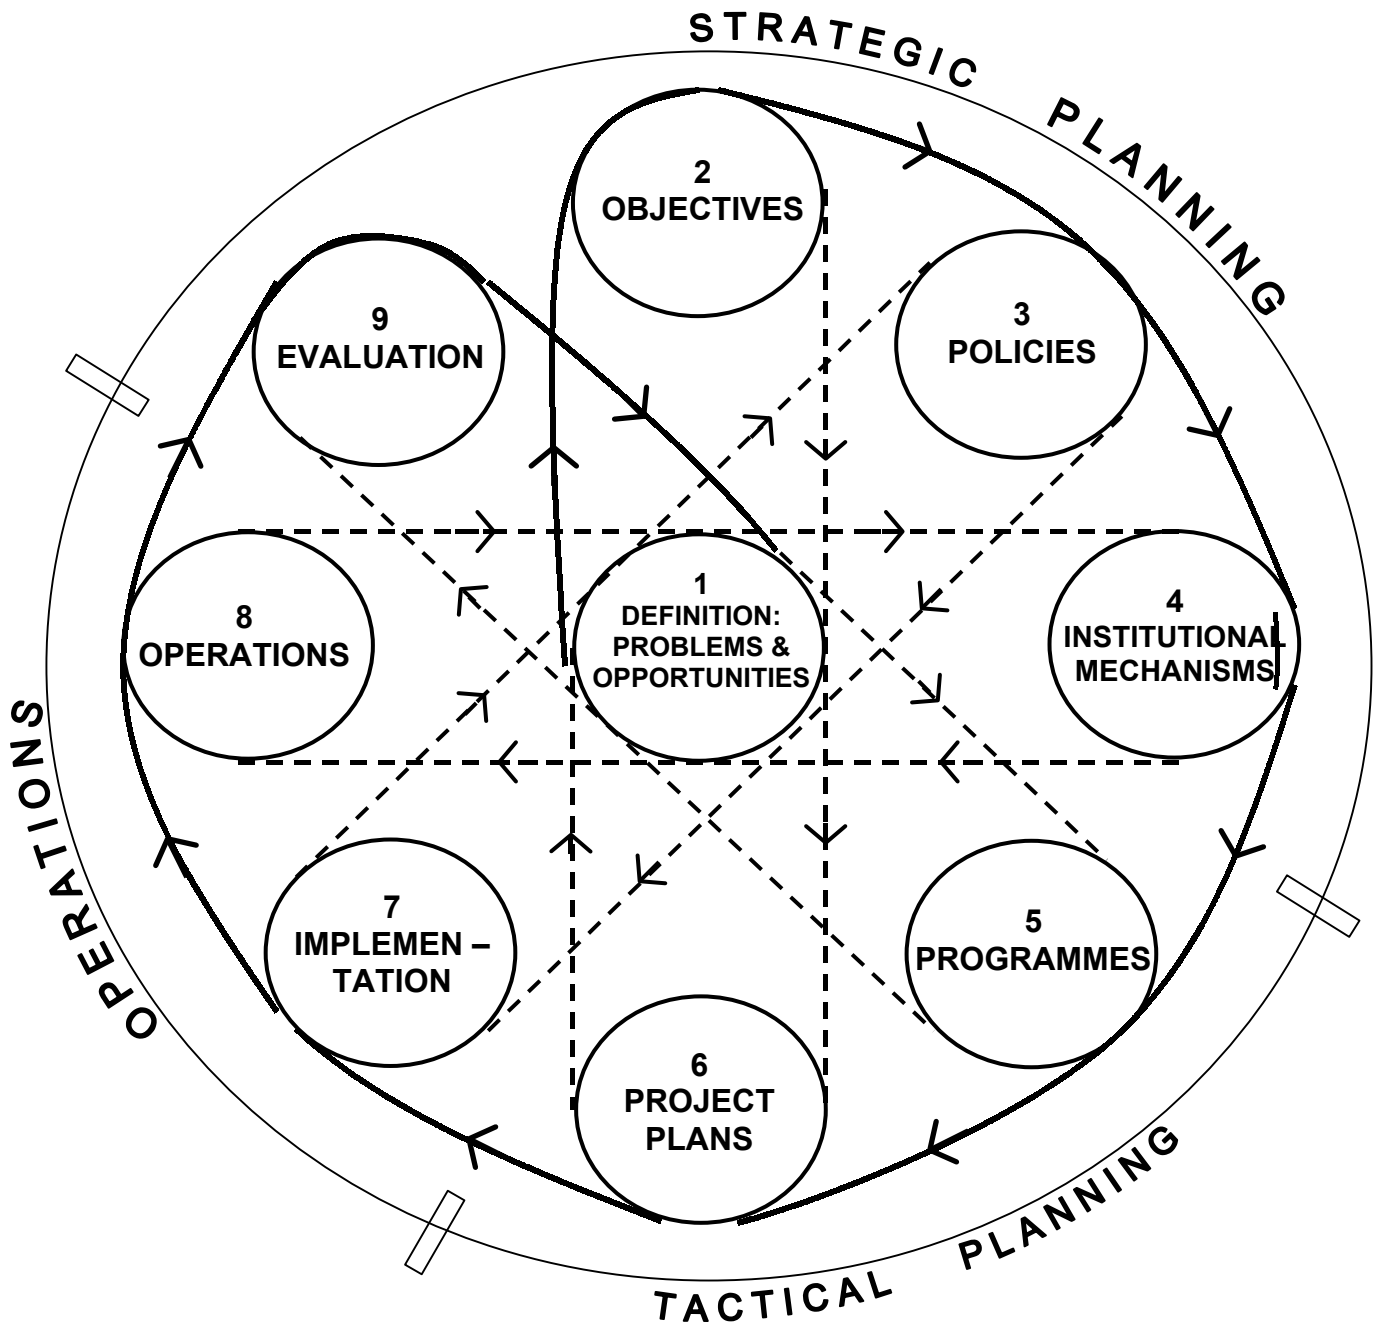 STRATEGIC PLANNING
2
OBJECTIVES
3
POLICIES
9
EVALUATION
1
DEFINITION:
PROBLEMS &
OPPORTUNITIES
4
INSTITUTIONAL
MECHANISMS
8
OPERATIONS
OPERATIONS
7
IMPLEMEN –
TATION
5
PROGRAMMES
6
PROJECT
PLANS
TACTICAL PLANNING